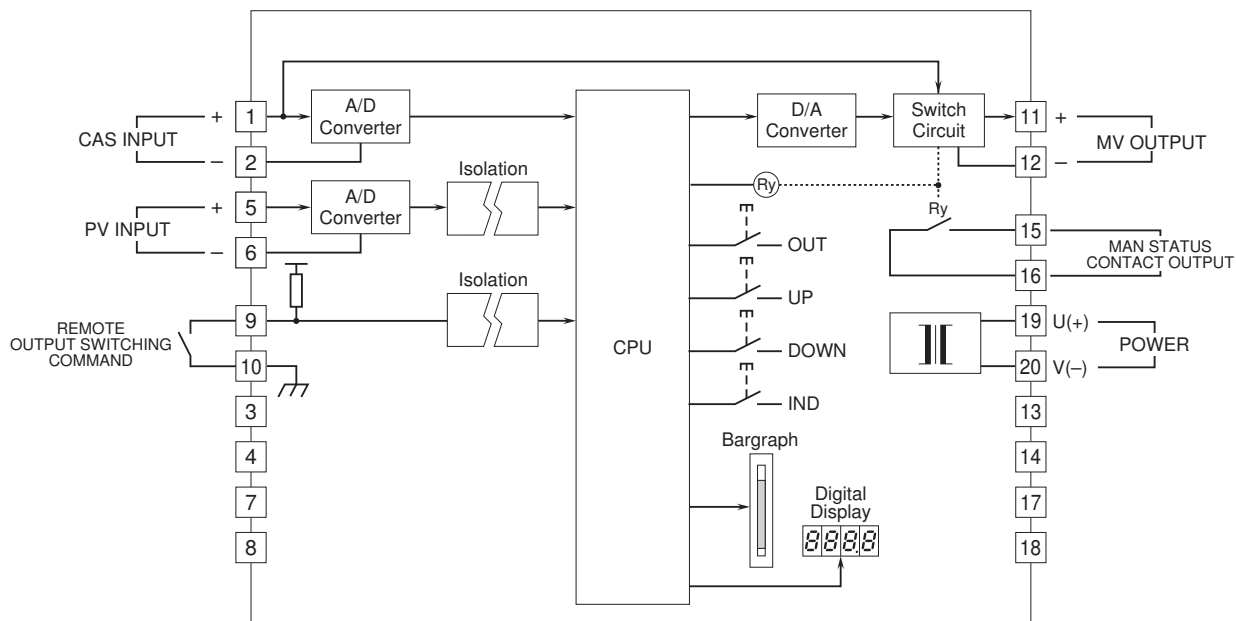 CAS INPUT
+
–
1
2
A/D
Converter
PV INPUT
+
–
5
6
A/D
Converter
Isolation
REMOTE
OUTPUT SWITCHING
COMMAND
9
10
Isolation
3
4
7
8
CPU
D/A
Converter
Switch
Circuit
Ry
Ry
OUT
UP
DOWN
IND
Bargraph
Digital
Display
888.8
11
+
12
–
MV OUTPUT
15
16
MAN STATUS
CONTACT OUTPUT
19
U(+)
20
V(–)
POWER
13
14
17
18